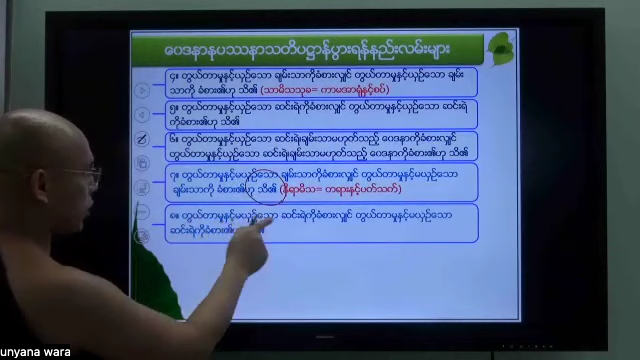 ဝေဒနာနုပဿနာသတိပဋ္ဌာန်ပွားရန်နည်းလမ်းများ
၄။ တွယ်တာမှုနှင့်ယှဉ်သော ချမ်းသာကိုခံစားလျှင် တွယ်တာမှုနှင့်ယှဉ်သော ချမ်း
သာကို ခံစား၏ဟု သိ၏ (သာမိသသုခ= ကာမအာရုံနှင့်စပ်)
၅။ တွယ်တာမှုနှင့်ယှဉ်သော ဆင်းရဲကိုခံစားလျှင် တွယ်တာမှုနှင့်ယှဉ်သော ဆင်းရဲ
ကိုခံစား၏ဟု သိ၏
၆။ တွယ်တာမှုနှင့်ယှဉ်သော ဆင်းရဲ၊ချမ်းသာမဟုတ်သည့် ဝေဒနာကိုခံစားလျှင်
တွယ်တာမှုနှင့်ယှဉ်သော ဆင်းရဲ၊ချမ်းသာမဟုတ်သည့် ဝေဒနာကိုခံစား၏ဟု သိ၏
၇။ တွယ်တာမှုနှင့်မယှဉ်သော ချမ်းသာကိုခံစားလျှင် တွယ်တာမှုနှင့်မယှဉ်သော
ချမ်းသာကို ခံစား၏ဟု သိ၏ (နိရာမိသ= တရားနှင့်ပတ်သက်)
၈။ တွယ်တာမှုနှင့်မယှဉ်သော ဆင်းရဲကိုခံစားလျှင် တွယ်တာမှုနှင့်မယှဉ်သော
ဆင်းရဲကိုခံစား၏ဟု
unyana wara